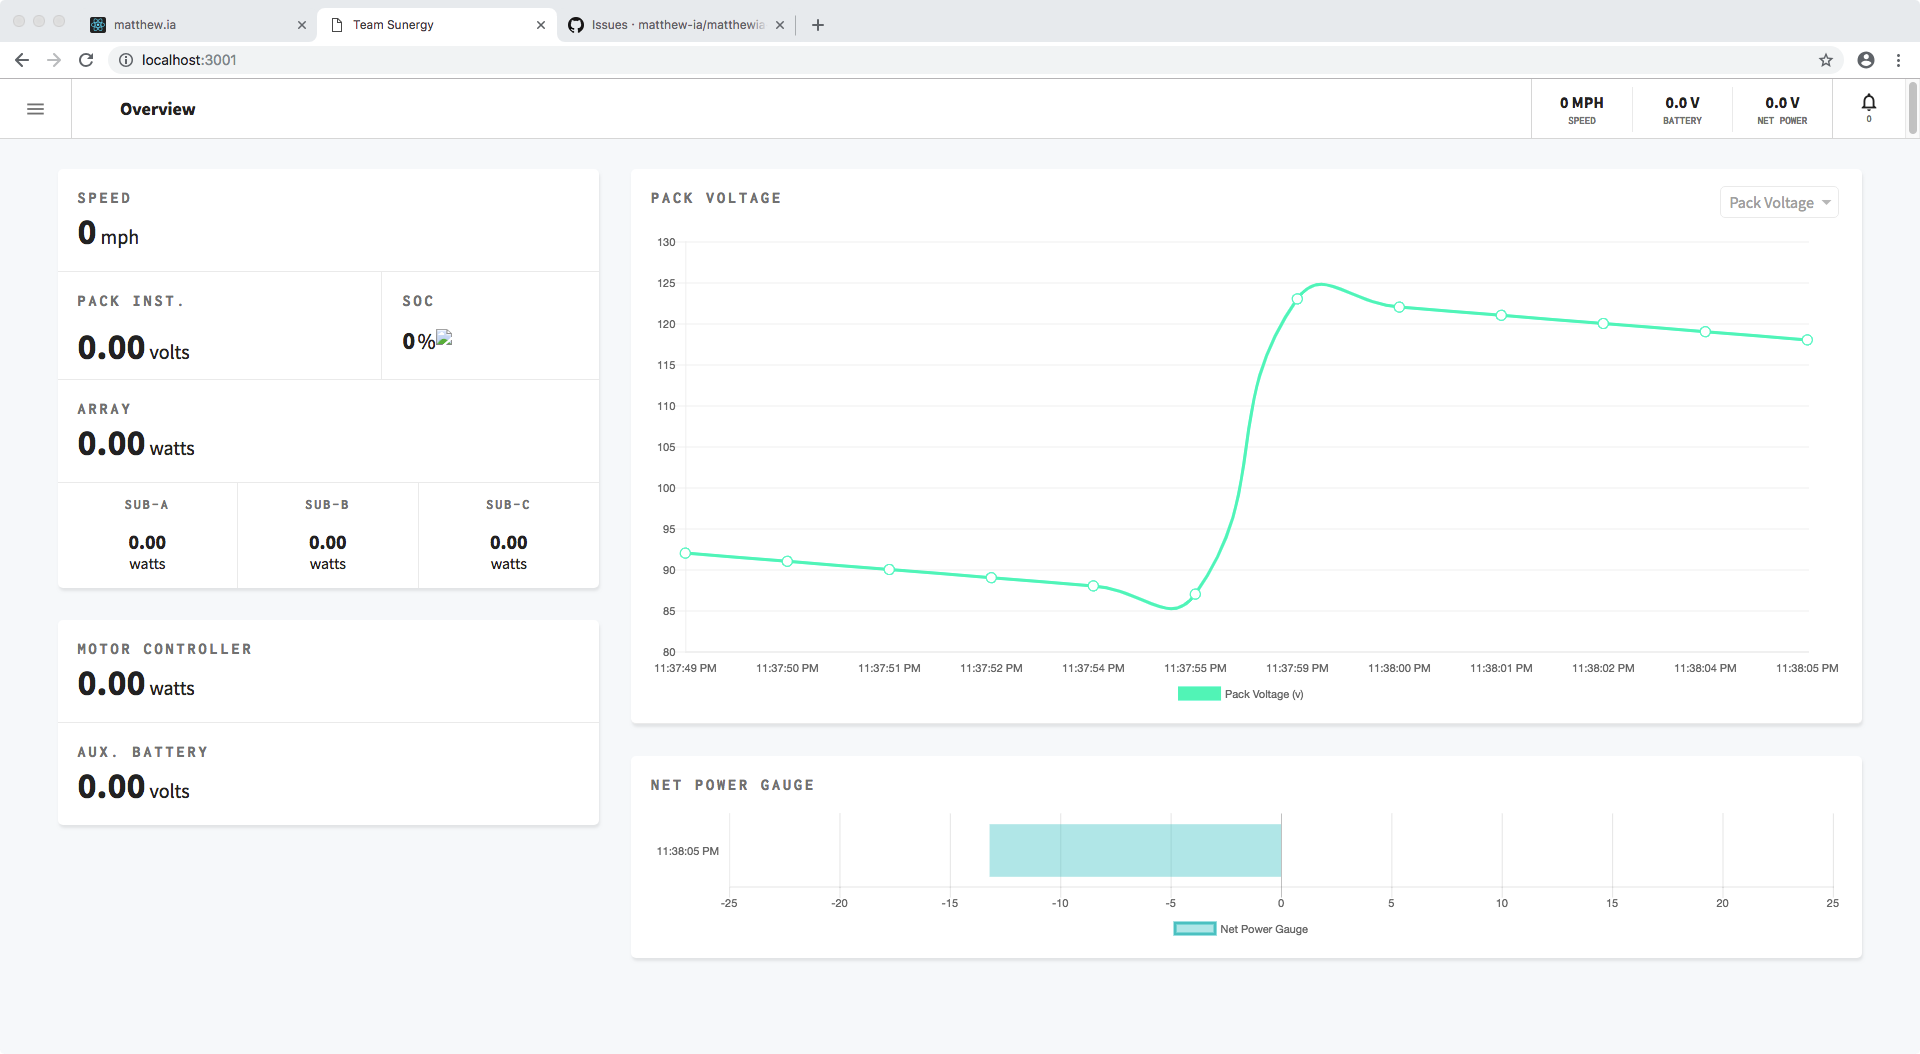 matthew.ia
Team Sunergy
Issues · matthew-ia/matthewia
localhost:3001
Overview
0 MPH
SPEED
0.0 V
BATTERY
0.0 V
NET POWER
0
SPEED
0 mph
PACK INST.
0.00 volts
SOC
0%
ARRAY
0.00 watts
SUB-A
0.00
watts
SUB-B
0.00
watts
SUB-C
0.00
watts
MOTOR CONTROLLER
0.00 watts
AUX. BATTERY
0.00 volts
PACK VOLTAGE
Pack Voltage
130
125
120
115
110
105
100
95
90
85
80
11:37:49 PM 11:37:50 PM 11:37:51 PM 11:37:52 PM 11:37:54 PM 11:37:55 PM 11:37:59 PM 11:38:00 PM 11:38:01 PM 11:38:02 PM 11:38:04 PM 11:38:05 PM
Pack Voltage (v)
NET POWER GAUGE
11:38:05 PM
-25 -20 -15 -10 -5 0 5 10 15 20 25
Net Power Gauge